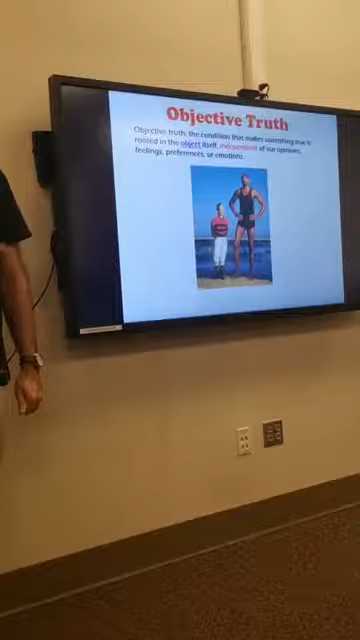 Objective Truth
Objective truth: the condition that makes something true is
rooted in the object itself, independent of our opinions,
feelings, preferences, or emotions.